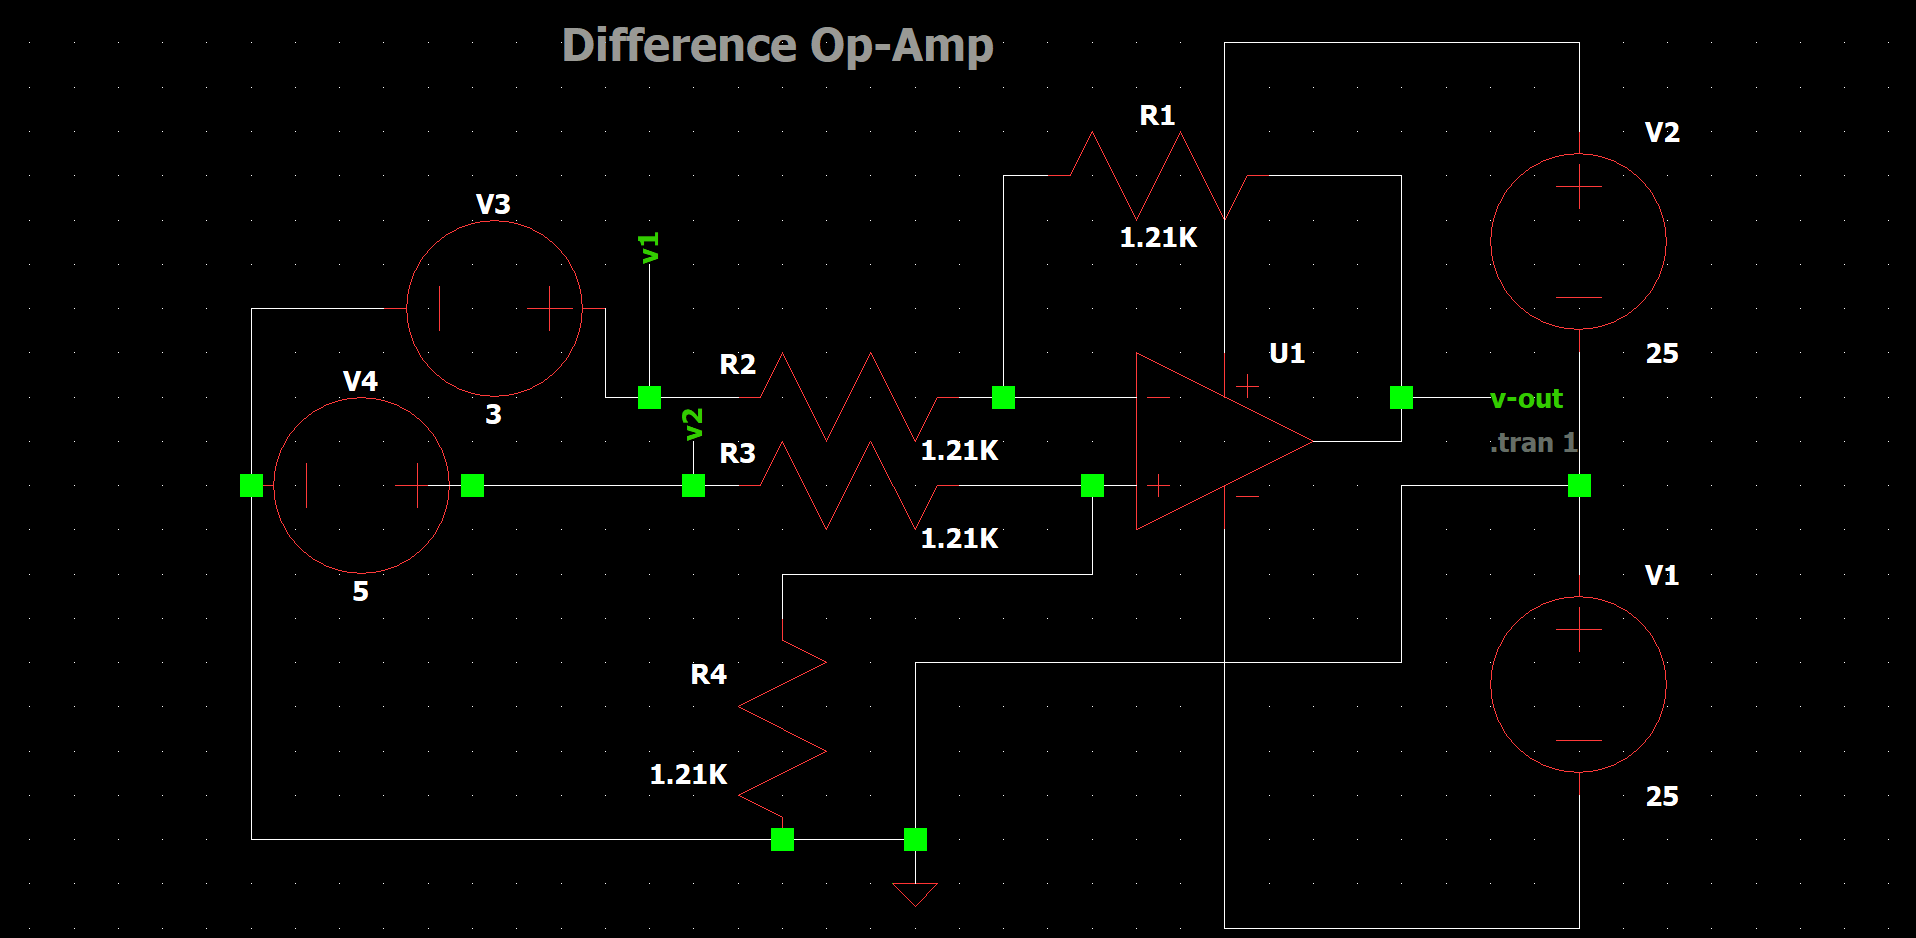 Difference Op-Amp
R1
V2
1.21K
V3
v1
3
V4
5
R2
1.21K
v2
R3
1.21K
U1
25
v-out
.tran 1
V1
25
R4
1.21K